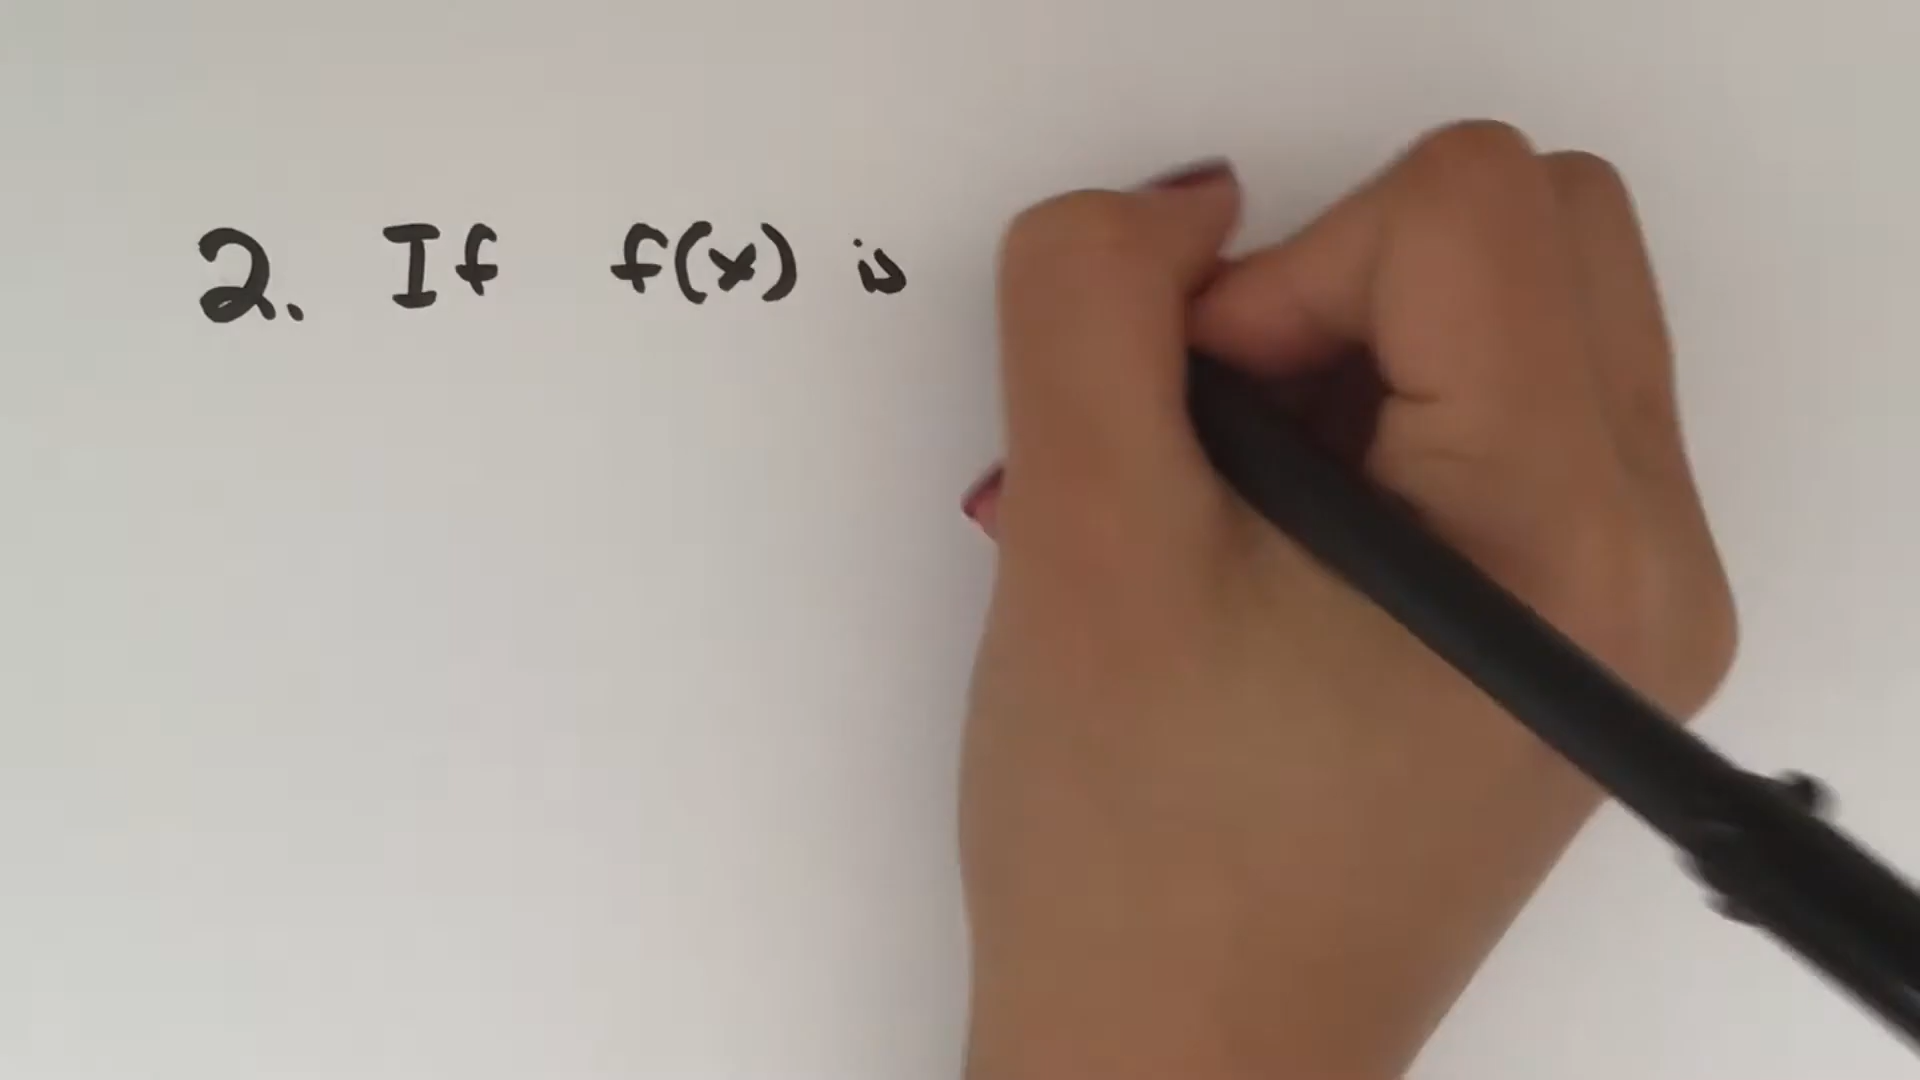 2. If f(x) is